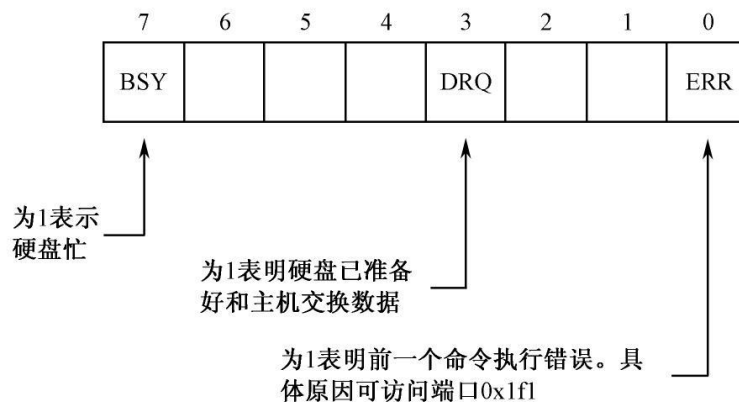 7 6 5 4 3 2 1 0
BSY DRQ ERR
为1表示
硬盘忙
为1表明硬盘已准备
好和主机交换数据
为1表明前一个命令执行错误。具
体原因可访问端口0x1f1